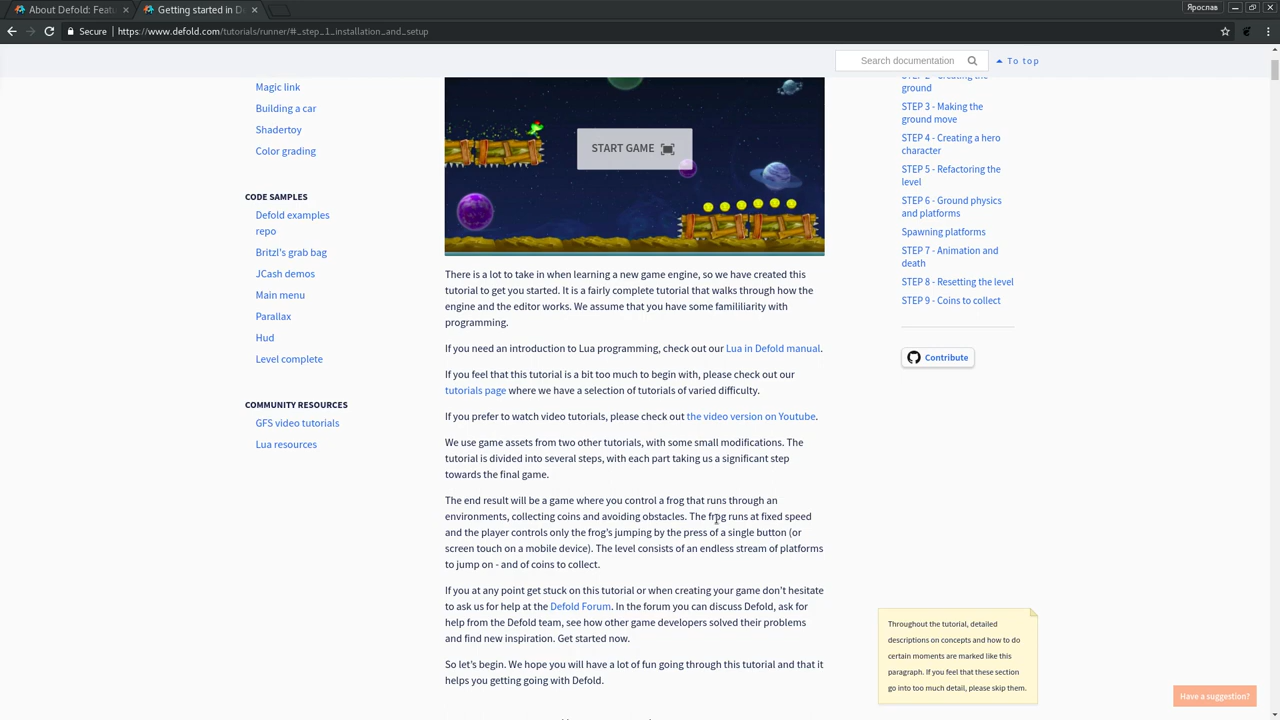 About Defold: Feat
Getting started in D
Ярослав
Secure
https://www.defold.com/tutorials/runner/#_step_1_installation_and_setup
Search documentation
To top
Magic link
Building a car
Shadertoy
Color grading
CODE SAMPLES
Defold examples
repo
Britzl's grab bag
JCash demos
Main menu
Parallax
Hud
Level complete
COMMUNITY RESOURCES
GFS video tutorials
Lua resources
START GAME
There is a lot to take in when learning a new game engine, so we have created this
tutorial to get you started. It is a fairly complete tutorial that walks through how the
engine and the editor works. We assume that you have some famililiarity with
programming.
If you need an introduction to Lua programming, check out our Lua in Defold manual.
If you feel that this tutorial is a bit too much to begin with, please check out our
tutorials page where we have a selection of tutorials of varied difficulty.
If you prefer to watch video tutorials, please check out the video version on Youtube.
We use game assets from two other tutorials, with some small modifications. The
tutorial is divided into several steps, with each part taking us a significant step
towards the final game.
The end result will be a game where you control a frog that runs through an
environments, collecting coins and avoiding obstacles. The frog runs at fixed speed
and the player controls only the frog's jumping by the press of a single button (or
screen touch on a mobile device). The level consists of an endless stream of platforms
to jump on - and of coins to collect.
If you at any point get stuck on this tutorial or when creating your game don't hesitate
to ask us for help at the Defold Forum. In the forum you can discuss Defold, ask for
help from the Defold team, see how other game developers solved their problems
and find new inspiration. Get started now.
So let's begin. We hope you will have a lot of fun going through this tutorial and that it
helps you getting going with Defold.
STEP 2 - Creating the
ground
STEP 3 - Making the
ground move
STEP 4 - Creating a hero
character
STEP 5 - Refactoring the
level
STEP 6 - Ground physics
and platforms
Spawning platforms
STEP 7 - Animation and
death
STEP 8 - Resetting the level
STEP 9 - Coins to collect
Contribute
Throughout the tutorial, detailed
descriptions on concepts and how to do
certain moments are marked like this
paragraph. If you feel that these section
go into too much detail, please skip them.
Have a suggestion?